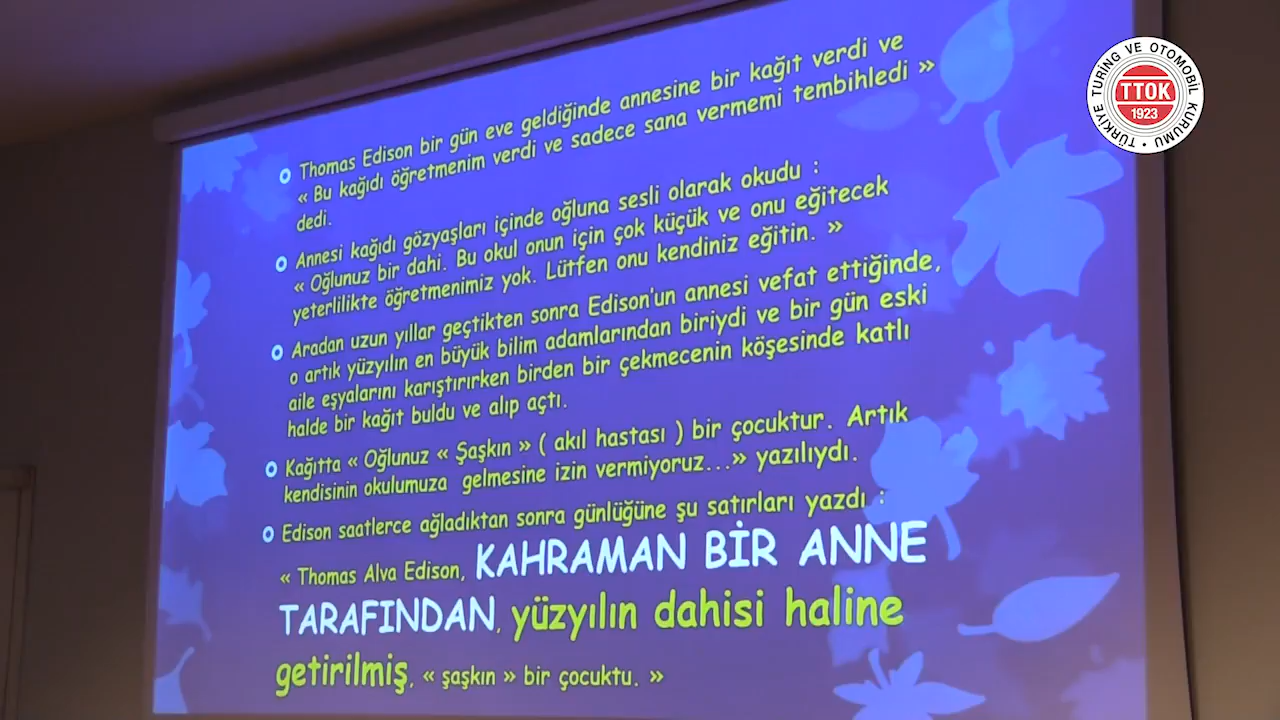 Thomas Edison bir gün eve geldiğinde annesine bir kağıt verdi ve
« Bu kağıdı öğretmenim verdi ve sadece sana vermemi tembihledi »
dedi.
Annesi kağıdı gözyaşları içinde oğluna sesli olarak okudu :
« Oğlunuz bir dahi. Bu okul onun için çok küçük ve onu eğitecek
yeterlilikte öğretmenimiz yok. Lütfen onu kendiniz eğitin. »
Aradan uzun yıllar geçtikten sonra Edison'un annesi vefat ettiğinde,
o artık yüzyılın en büyük bilim adamlarından biriydi ve bir gün eski
aile eşyalarını karıştırırken birden bir çekmecenin köşesinde katlı
halde bir kağıt buldu ve alıp açtı.
Kağıtta « Oğlunuz « Şaşkın » ( akıl hastası ) bir çocuktur. Artık
kendisinin okulumuza gelmesine izin vermiyoruz...» yazılıydı.
Edison saatlerce ağladıktan sonra günlüğüne şu satırları yazdı :
« Thomas Alva Edison, KAHRAMAN BİR ANNE
TARAFINDAN, yüzyılın dahisi haline
getirilmiş, « şaşkın » bir çocuktu. »
TÜRKİYE TURİNG VE OTOMOBİL KURUMU
TTOK
1923